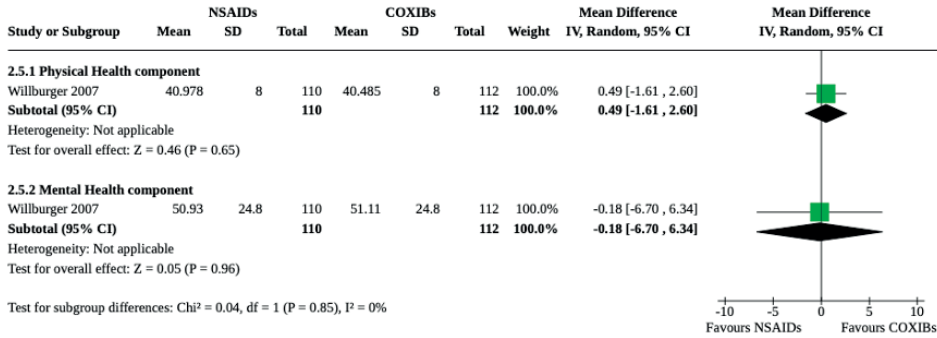 NSAIDs COXIBs Mean Difference Mean Difference
Study or Subgroup Mean SD Total Mean SD Total Weight IV, Random, 95% CI IV, Random, 95% CI
2.5.1 Physical Health component
Willburger 2007 40.978 8 110 40.485 8 112 100.0% 0.49 [-1.61 , 2.60]
Subtotal (95% CI) 110 112 100.0% 0.49 [-1.61 , 2.60]
Heterogeneity: Not applicable
Test for overall effect: Z = 0.46 (P = 0.65)
2.5.2 Mental Health component
Willburger 2007 50.93 24.8 110 51.11 24.8 112 100.0% -0.18 [-6.70 , 6.34]
Subtotal (95% CI) 110 112 100.0% -0.18 [-6.70 , 6.34]
Heterogeneity: Not applicable
Test for overall effect: Z = 0.05 (P = 0.96)
Test for subgroup differences: Chi² = 0.04, df = 1 (P = 0.85), I² = 0%
-10 -5 0 5 10
Favours NSAIDs Favours COXIBs